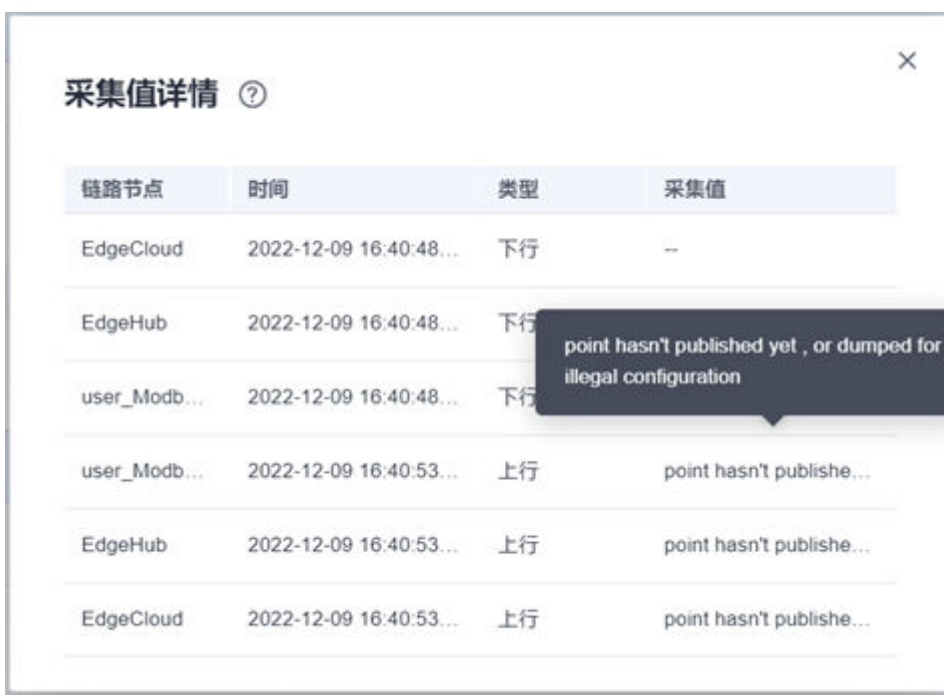 采集值详情 ?
链路节点 时间 类型 采集值
EdgeCloud 2022-12-09 16:40:48... 下行 --
EdgeHub 2022-12-09 16:40:48... 下行
point hasn't published yet , or dumped for
illegal configuration
user_Modb... 2022-12-09 16:40:48... 下行
user_Modb... 2022-12-09 16:40:53... 上行 point hasn't publishe...
EdgeHub 2022-12-09 16:40:53... 上行 point hasn't publishe...
EdgeCloud 2022-12-09 16:40:53... 上行 point hasn't publishe...